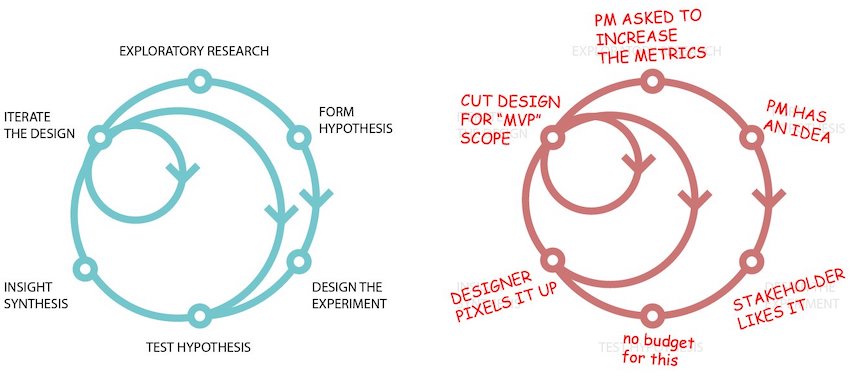 EXPLORATORY RESEARCH
FORM
HYPOTHESIS
DESIGN THE
EXPERIMENT
TEST HYPOTHESIS
INSIGHT
SYNTHESIS
ITERATE
THE DESIGN
PM ASKED TO
INCREASE
THE METRICS
PM HAS
AN IDEA
STAKEHOLDER
LIKES IT
no budget
for this
DESIGNER
PIXELS IT UP
CUT DESIGN
FOR “MVP”
SCOPE